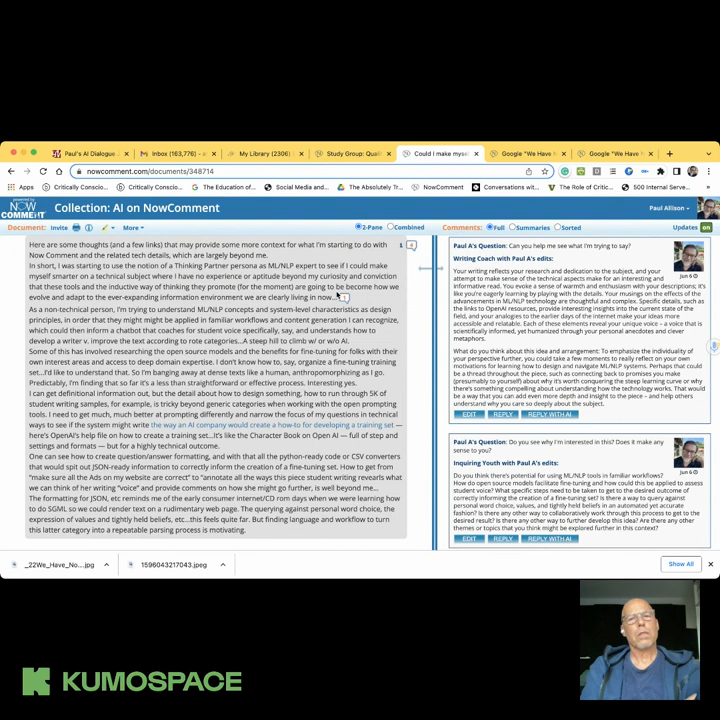 Paul's AI Dialogue
Inbox (163,776) - e
My Library (2306)
Study Group: Quali
Could I make myse
Google "We Have N
Google "We Have
nowcomment.com/documents/348714
Apps
Critically Conscio...
Critically Conscio...
The Education of...
Social Media and...
The Absolutely Tr...
NowComment
Conversations wit...
The Role of Critic...
500 Internal Serve...
powered by
NOW
COMMENT
Collection: AI on NowComment
Paul Allison
Document:
Invite
More
2-Pane
Combined
Comments:
Full
Summaries
Sorted
Updates
on
Here are some thoughts (and a few links) that may provide some more context for what I'm starting to do with
Now Comment and the related tech details, which are largely beyond me.
1
In short, I was starting to use the notion of a Thinking Partner persona as ML/NLP expert to see if I could make
myself smarter on a technical subject where I have no experience or aptitude beyond my curiosity and conviction
that these tools and the inductive way of thinking they promote (for the moment) are going to be become how we
evolve and adapt to the ever-expanding information environment we are clearly living in now...
As a non-technical person, I'm trying to understand ML/NLP concepts and system-level characteristics as design
principles, in order that they might might be applied in familiar workflows and content generation I can recognize,
which could then inform a chatbot that coaches for student voice specifically, say, and understands how to
develop a writer v. improve the text according to rote categories...A steep hill to climb w/ or w/o AI.
Some of this has involved researching the open source models and the benefits for fine-tuning for folks with their
own interest areas and access to deep domain expertise. I don't know how to, say, organize a fine-tuning training
set...I'd like to understand that. So I'm banging away at dense texts like a human, anthropomorphizing as I go.
Predictably, I'm finding that so far it's a less than straightforward or effective process. Interesting yes.
I can get definitional information out, but the detail about how to design something, how to run through 5K of
student writing samples, for example, is tricky beyond generic categories when working with the open prompting
tools. I need to get much, much better at prompting differently and narrow the focus of my questions in technical
ways to see if the system might write the way an AI company would create a how-to for developing a training set —
here's OpenAI's help file on how to create a training set...It's like the Character Book on Open AI — full of step and
settings and formats — but for a highly technical outcome.
One can see how to create question/answer formatting, and with that all the python-ready code or CSV converters
that would spit out JSON-ready information to correctly inform the creation of a fine-tuning set. How to get from
"make sure all the Ads on my website are correct" to "annotate all the ways this piece student writing reveals what
we can think of her writing "voice" and provide comments on how she might go further, is well beyond me...
The formatting for JSON, etc reminds me of the early consumer internet/CD rom days when we were learning how
to do SGML so we could render text on a rudimentary web page. The querying against personal word choice, the
expression of values and tightly held beliefs, etc...this feels quite far. But finding language and workflow to turn
this latter category into a repeatable parsing process is motivating.
Paul A's Question: Can you help me see what I'm trying to say?
Writing Coach with Paul A's edits:
Jun 6
Your writing reflects your research and dedication to the subject, and your
attempt to make sense of the technical aspects make for an interesting and
informative read. You evoke a sense of warmth and enthusiasm with your descriptions; it's
like you're eagerly learning by playing with the details. Your musings on the effects of the
advancements in ML/NLP technology are thoughtful and complex. Specific details, such as
the links to OpenAI resources, provide interesting insights into the current state of the
field, and your analogies to the earlier days of the internet make your ideas more
accessible and relatable. Each of these elements reveal your unique voice – a voice that is
scientifically informed, yet humanized through your personal anecdotes and clever
metaphors.
What do you think about this idea and arrangement: To emphasize the individuality of
your perspective further, you could take a few moments to really reflect on your own
motivations for learning how to design and navigate ML/NLP systems. Perhaps there could
be a thread throughout the piece, such as connecting back to promises you make
(presumably to yourself) about why it's worth conquering the steep learning curve or why
there's something compelling about understanding how the technology works. That would
be a way that you can add even more depth and insight to the piece – and help others
understand why you care so deeply about the subject.
EDIT
REPLY
REPLY WITH AI
Paul A's Question: Do you see why I'm interested in this? Does it make any
sense to you?
Inquiring Youth with Paul A's edits:
Jun 6
Do you think there's potential for using ML/NLP tools in familiar workflows?
How do open source models facilitate fine-tuning and how could this be applied to assess
student voice? What specific steps need to be taken to get to the desired outcome of
correctly informing the creation of a fine-tuning set? Is there a way to query against
personal word choice, values, and tightly held beliefs in an automated yet accurate
fashion? Is there any other way to collaboratively work through this process to get to the
desired result? Is there any other way to further develop this idea? Are there any other
themes or topics that you think might be explored further in this context?
EDIT
REPLY
REPLY WITH AI
_22We_Have_No....jpg
1596043217043.jpeg
Show All
KUMOSPACE